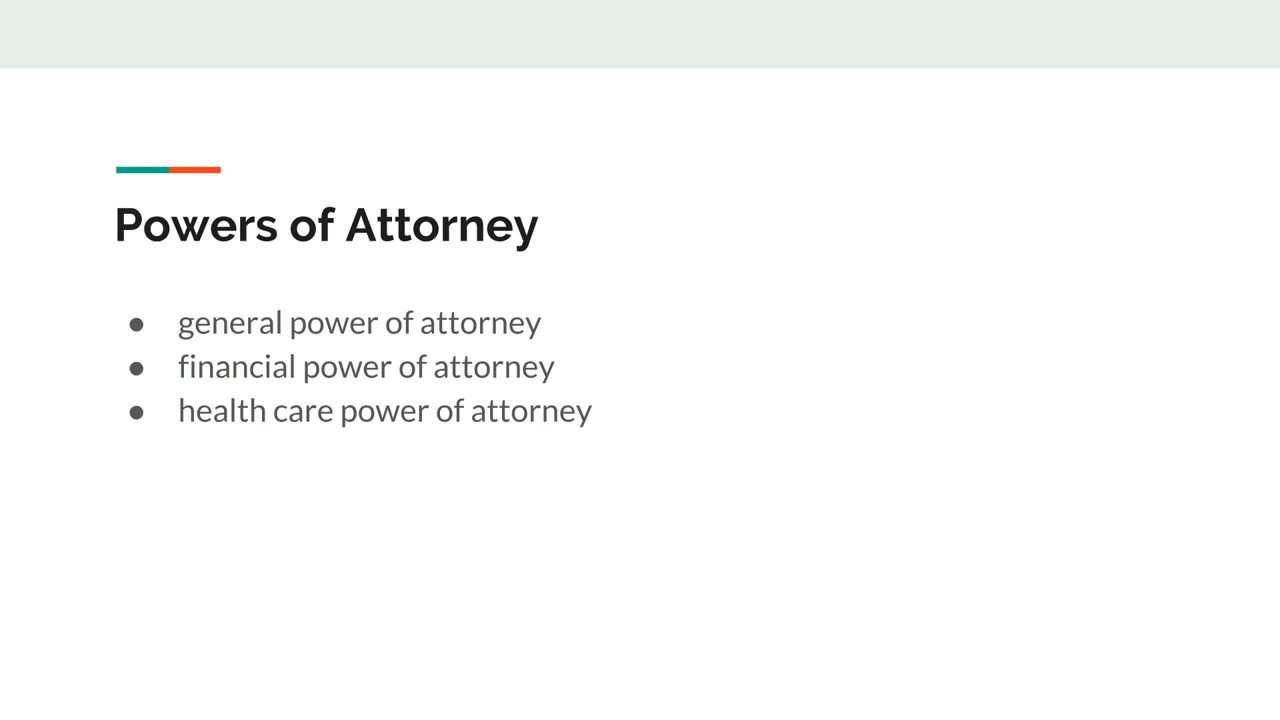 Powers of Attorney
● general power of attorney
● financial power of attorney
● health care power of attorney